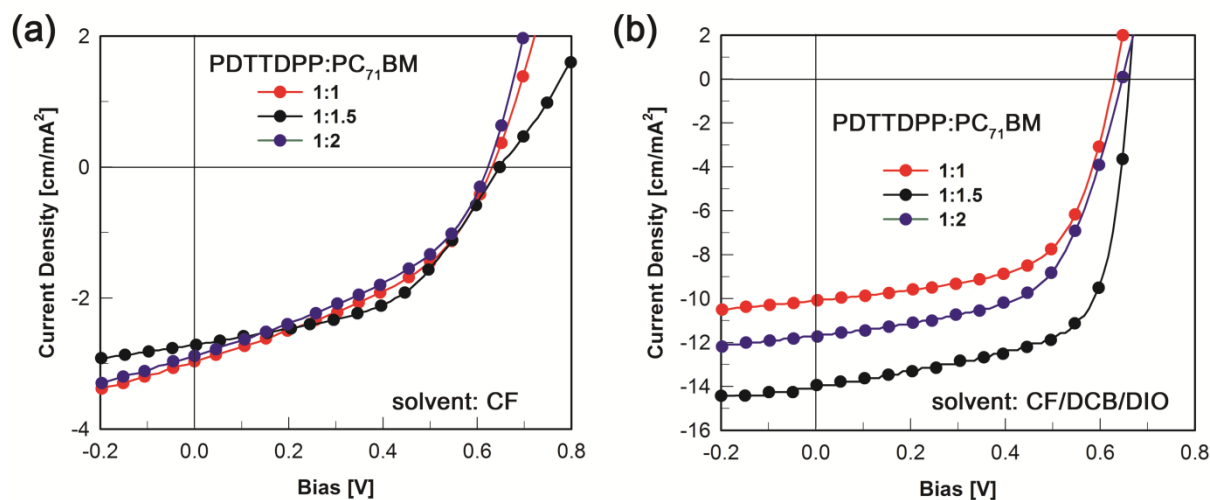 (a)
PDTTDPP:PC₇₁BM
1:1
1:1.5
1:2
solvent: CF
Current Density [cm/mA²]
2
0
-2
-4
-0.2 0.0 0.2 0.4 0.6 0.8
Bias [V]
(b)
PDTTDPP:PC₇₁BM
1:1
1:1.5
1:2
solvent: CF/DCB/DIO
Current Density [cm/mA²]
2
0
-2
-4
-6
-8
-10
-12
-14
-16
-0.2 0.0 0.2 0.4 0.6 0.8
Bias [V]